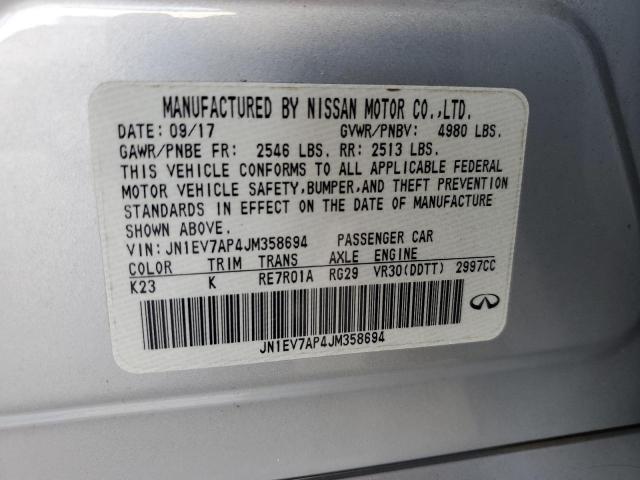 MANUFACTURED BY NISSAN MOTOR CO.,LTD.
DATE: 09/17 GVWR/PNBV: 4980 LBS.
GAWR/PNBE FR: 2546 LBS. RR: 2513 LBS.
THIS VEHICLE CONFORMS TO ALL APPLICABLE FEDERAL
MOTOR VEHICLE SAFETY,BUMPER,AND THEFT PREVENTION
STANDARDS IN EFFECT ON THE DATE OF MANUFACTURE
SHOWN ABOVE.
VIN: JN1EV7AP4JM358694 PASSENGER CAR
COLOR TRIM TRANS AXLE ENGINE
K23 K RE7R01A RG29 VR30(DDTT) 2997CC
JN1EV7AP4JM358694